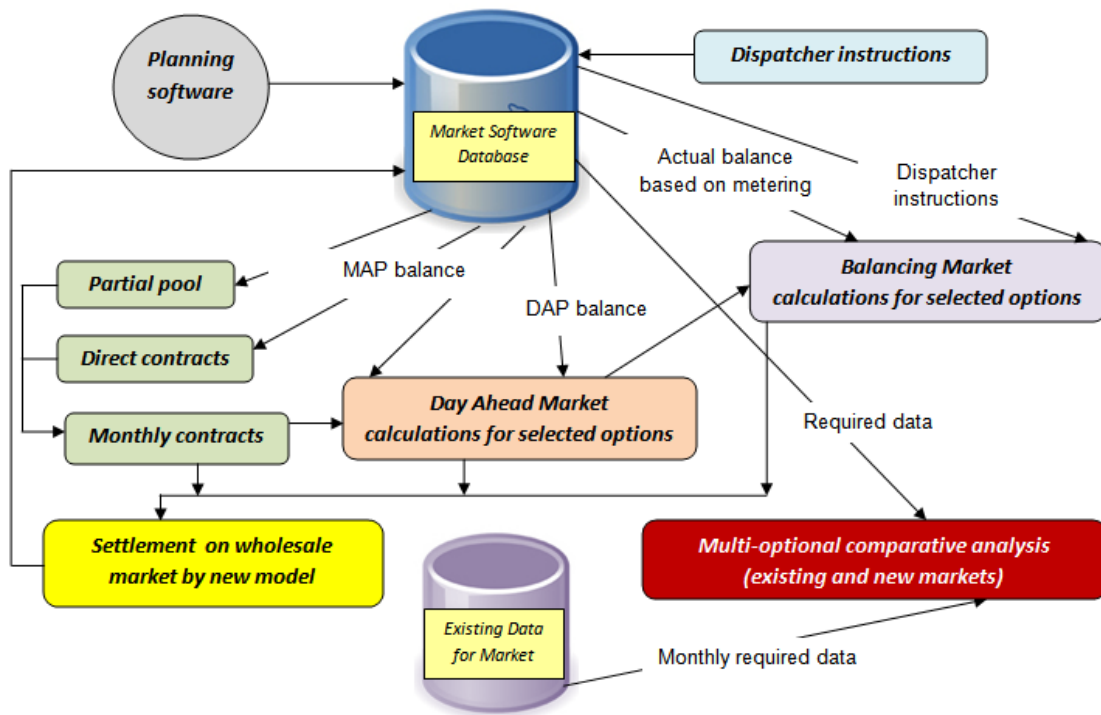 Planning
software
Dispatcher instructions
Market Software
Database
Actual balance
based on metering
Dispatcher
instructions
MAP balance
Partial pool
Balancing Market
calculations for selected options
DAP balance
Direct contracts
Day Ahead Market
calculations for selected options
Monthly contracts
Required data
Settlement on wholesale
market by new model
Multi-optional comparative analysis
(existing and new markets)
Existing Data
for Market
Monthly required data